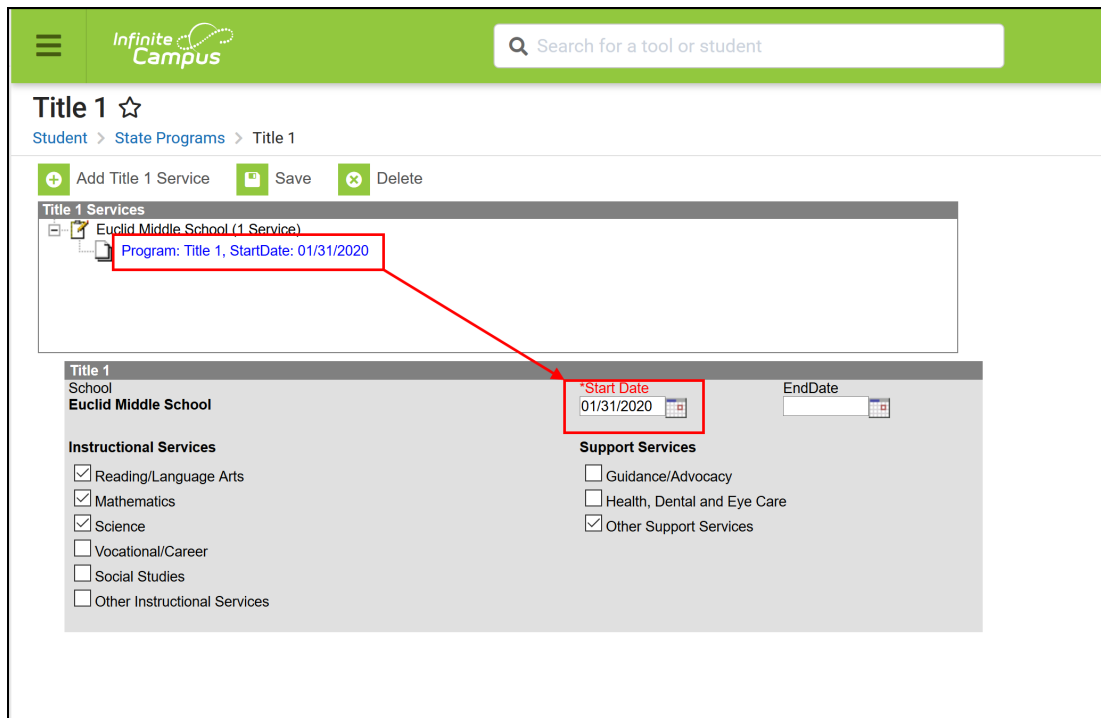 Infinite
Campus
Search for a tool or student
Title 1
Student > State Programs > Title 1
Add Title 1 Service Save Delete
Title 1 Services
Euclid Middle School (1 Service)
Program: Title 1, StartDate: 01/31/2020
Title 1
School *Start Date EndDate
Euclid Middle School 01/31/2020
Instructional Services Support Services
Reading/Language Arts Guidance/Advocacy
Mathematics Health, Dental and Eye Care
Science Other Support Services
Vocational/Career
Social Studies
Other Instructional Services